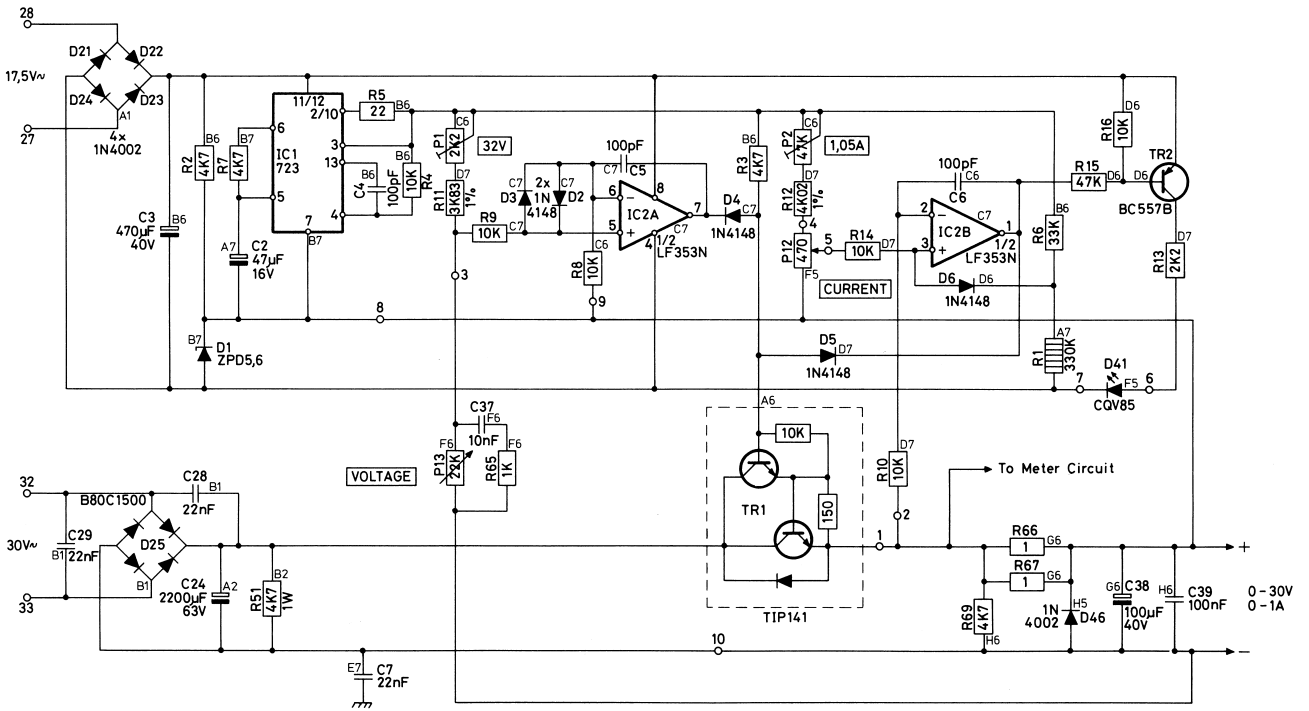 28
17,5V~
27
D21
D22
D24
D23
A1
4x
1N4002
C3
470µF
40V
B6
R2
4K7
B6
R7
4K7
B7
A7
C2
47µF
16V
B7
D1
ZPD5,6
11/12
2/10
6
3
13
IC1
723
5
4
7
B7
R5
22
B6
B6
C4
100pF
B6
10K
R4
8
P1
2K2
C6
32V
D7
R11
3K83
1%
3
R9
10K
C7
C7
D3
2x
1N
4148
C7
D2
B6
100pF
C7
C5
6
5
8
7
4
IC2A
C7
1/2
LF353N
C6
R8
10K
9
D4
C7
1N4148
B6
R3
4K7
C6
P2
47K
1,05A
D7
R12
4K02
1%
4
P12
470
F5
5
R14
10K
D7
CURRENT
100pF
C6
C6
2
3
1
IC2B
C7
1/2
LF353N
D6
D6
1N4148
D5
D7
1N4148
R15
47K
D6
D6
R16
10K
D6
TR2
BC557B
B6
R6
33K
D7
R13
2K2
A7
R1
330K
7
D41
F5
6
CQV85
C37
F6
10nF
F6
P13
22K
F6
R65
1K
VOLTAGE
A6
10K
TR1
150
TIP141
D7
R10
10K
2
1
To Meter Circuit
32
B80C1500
C28
B1
22nF
30V~
C29
B1
22nF
D25
B1
33
C24
A2
2200µF
63V
B2
R51
4K7
1W
E7
C7
22nF
10
R66
1
G6
R67
1
G6
R69
4K7
H6
1N
4002
H5
D46
G6
C38
100µF
40V
H6
C39
100nF
+
0-30V
0-1A
−